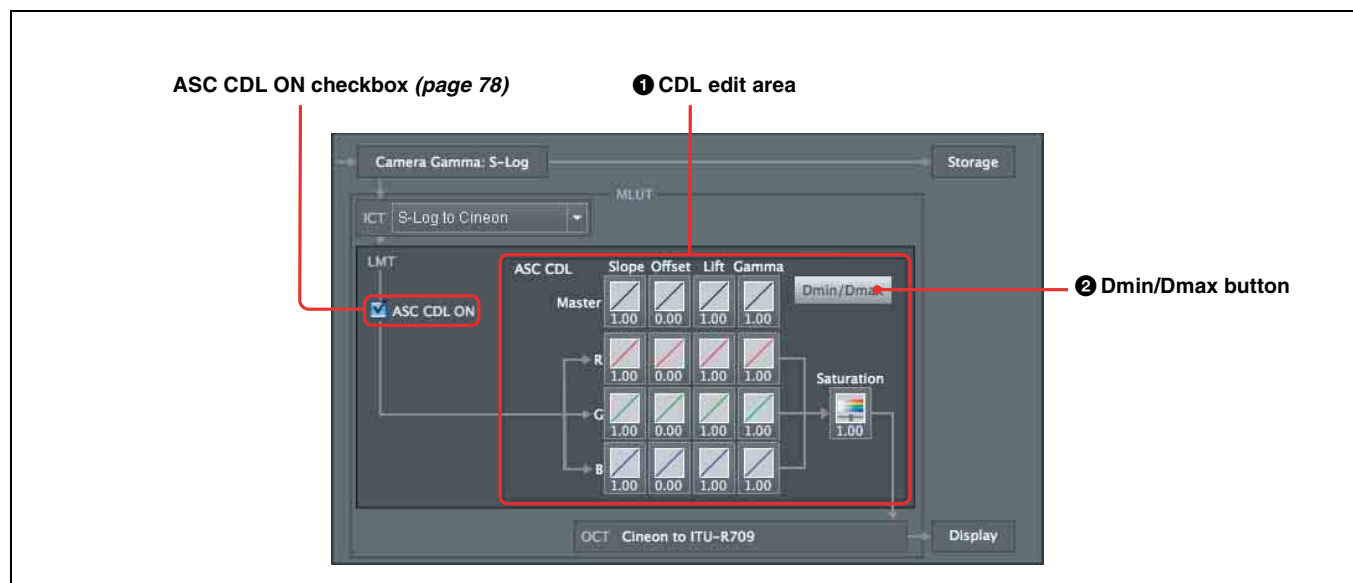 ASC CDL ON checkbox (page 78)
❶ CDL edit area
Camera Gamma: S-Log
Storage
MLUT
ICT S-Log to Cineon
LMT
ASC CDL
Slope Offset Lift Gamma
Dmin/Dmax
❷ Dmin/Dmax button
Master
1.00 0.00 1.00 1.00
ASC CDL ON
R
1.00 0.00 1.00 1.00
Saturation
G
1.00 0.00 1.00 1.00
1.00
B
1.00 0.00 1.00 1.00
OCT Cineon to ITU-R709
Display